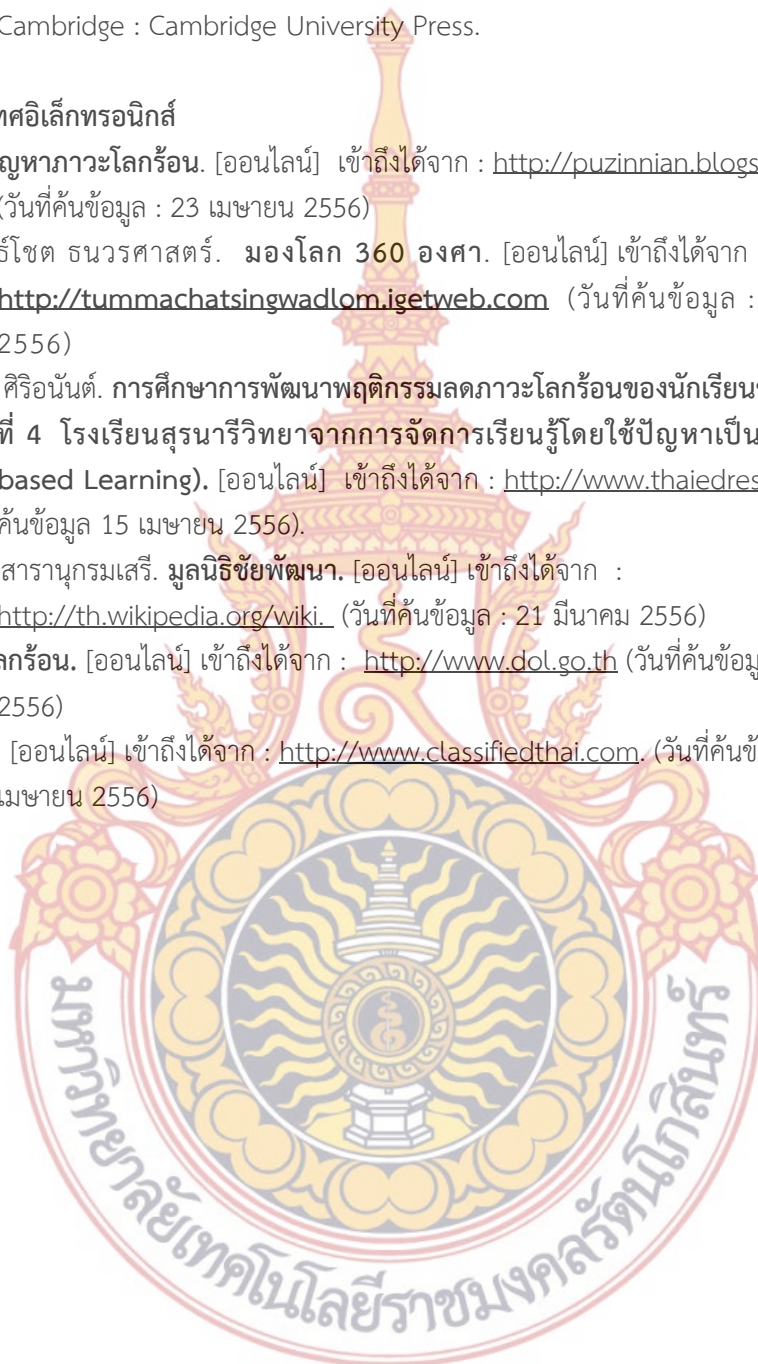 Cambridge : Cambridge University Press.
ทศอิเล็กทรอนิกส์
ญหาภาวะโลกร้อน. [ออนไลน์] เข้าถึงได้จาก : http://puzinnian.blogs
(วันที่ค้นข้อมูล : 23 เมษายน 2556)
ธ์โชต ธนวรศาสตร์. มองโลก 360 องศา. [ออนไลน์] เข้าถึงได้จาก
http://tummachatsingwadlom.igetweb.com (วันที่ค้นข้อมูล :
2556)
ศิริอนันต์. การศึกษาการพัฒนาพฤติกรรมลดภาวะโลกร้อนของนักเรียนช
ที่ 4 โรงเรียนสุรนารีวิทยาจากการจัดการเรียนรู้โดยใช้ปัญหาเป็น
based Learning). [ออนไลน์] เข้าถึงได้จาก : http://www.thaiedres
ค้นข้อมูล 15 เมษายน 2556).
สารานุกรมเสรี. มูลนิธิชัยพัฒนา. [ออนไลน์] เข้าถึงได้จาก :
http://th.wikipedia.org/wiki. (วันที่ค้นข้อมูล : 21 มีนาคม 2556)
ลกร้อน. [ออนไลน์] เข้าถึงได้จาก : http://www.dol.go.th (วันที่ค้นข้อมู
2556)
[ออนไลน์] เข้าถึงได้จาก : http://www.classifiedthai.com. (วันที่ค้นข้
เมษายน 2556)
มหาวิทยาลัยเทคโนโลยีราชมงคลรัตนโกสินทร์